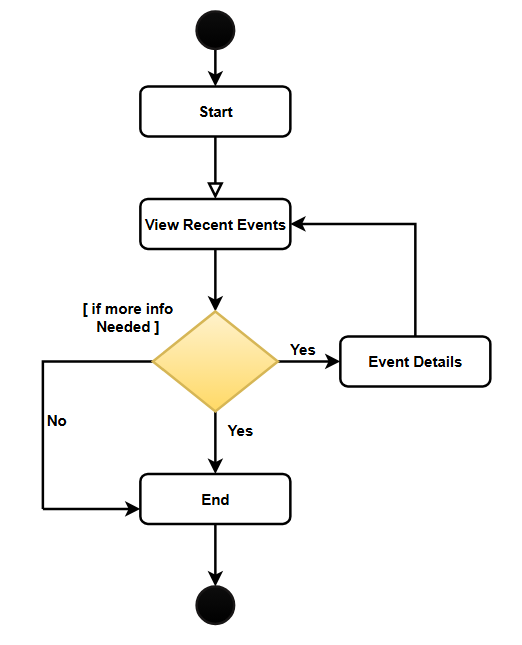 Start
View Recent Events
[ if more info
Needed ]
Yes
Event Details
No
Yes
End